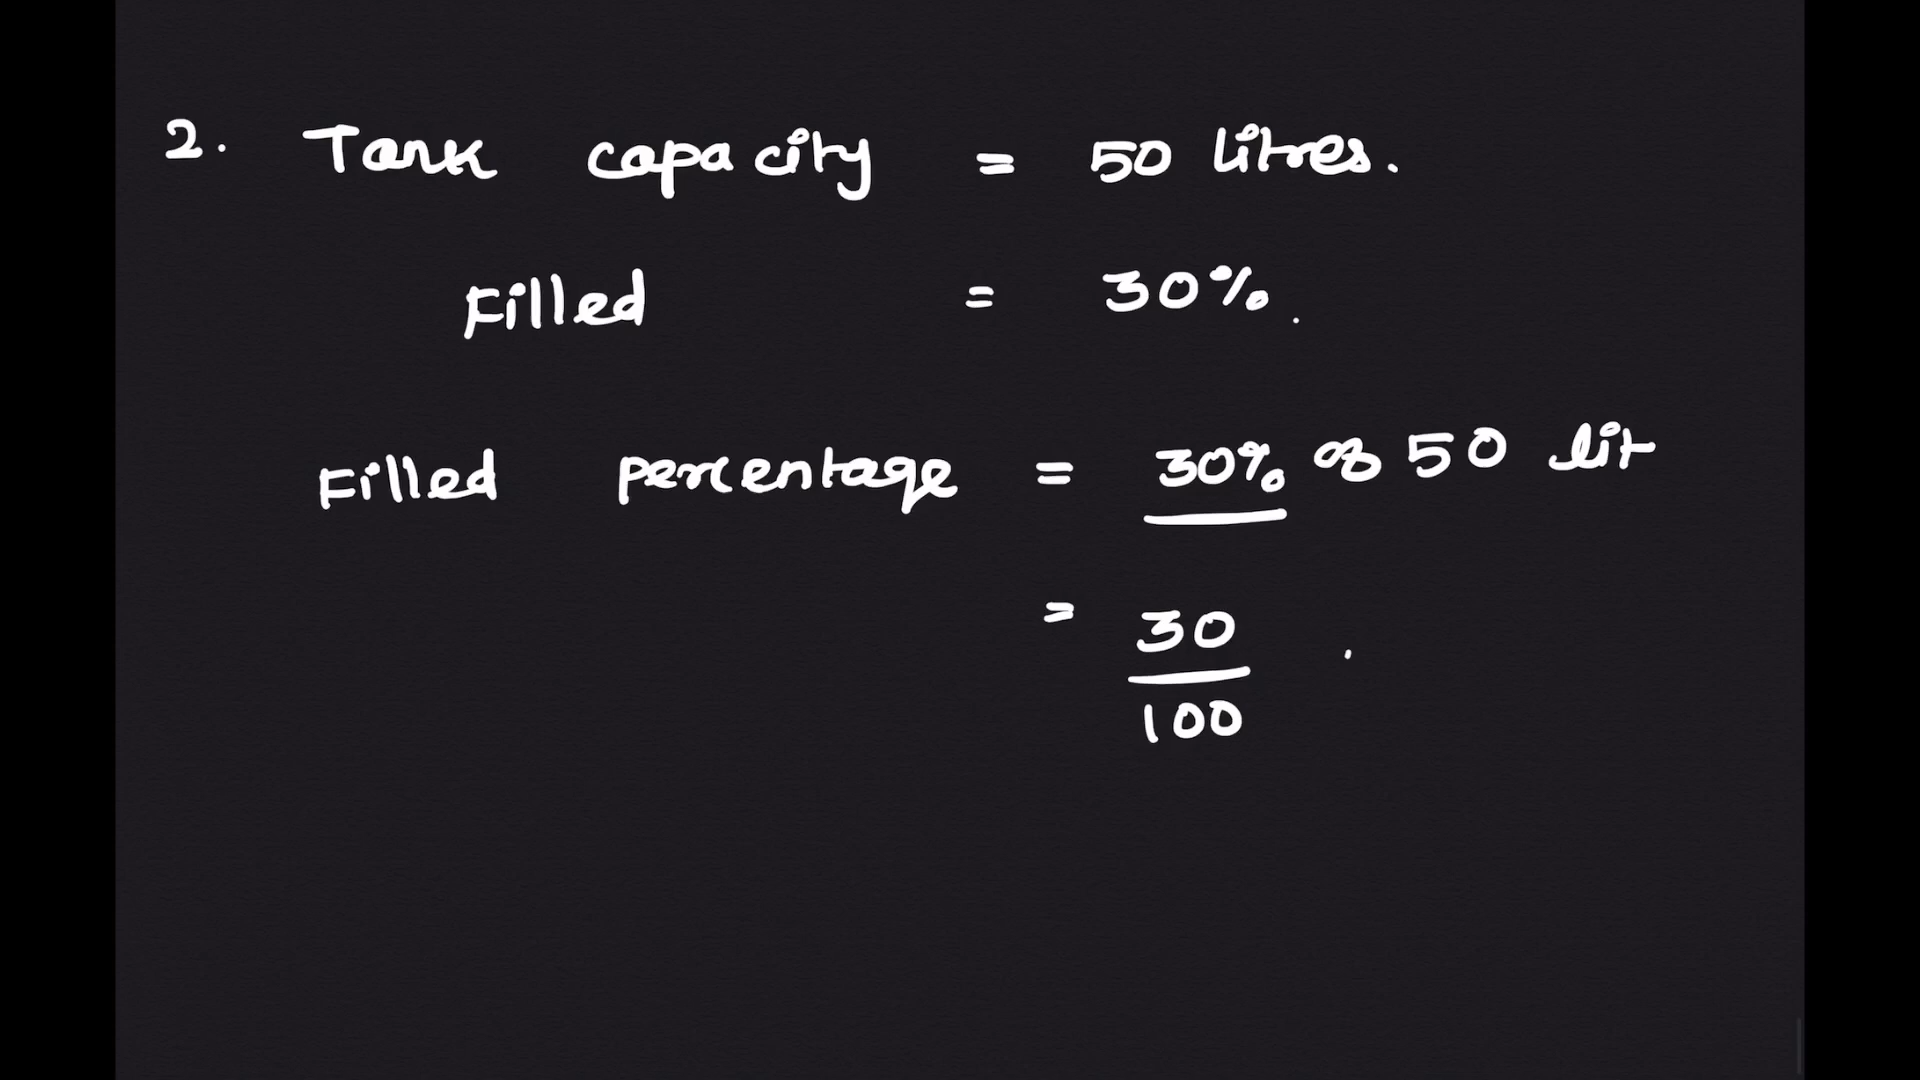 2. Tank capacity = 50 litres.
Filled = 30%.
Filled percentage = 30% of 50 lit
= 30/100 .